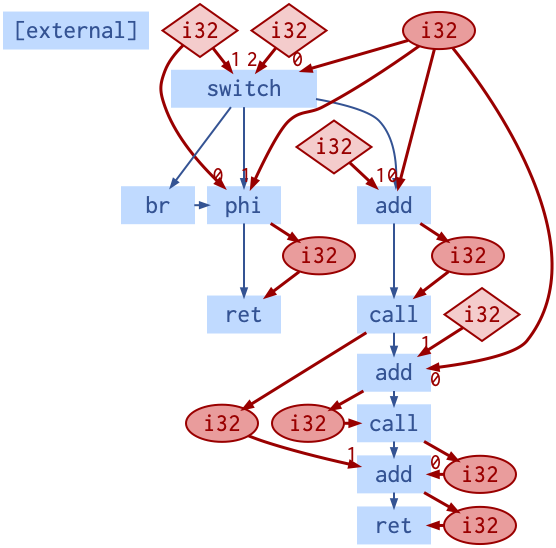 [external] i32 i32 i32
1 2 0
switch
i32
0 1 1 0
br phi add
i32 i32
ret call i32
1
add
0
i32 i32 call
1 0
add i32
ret i32